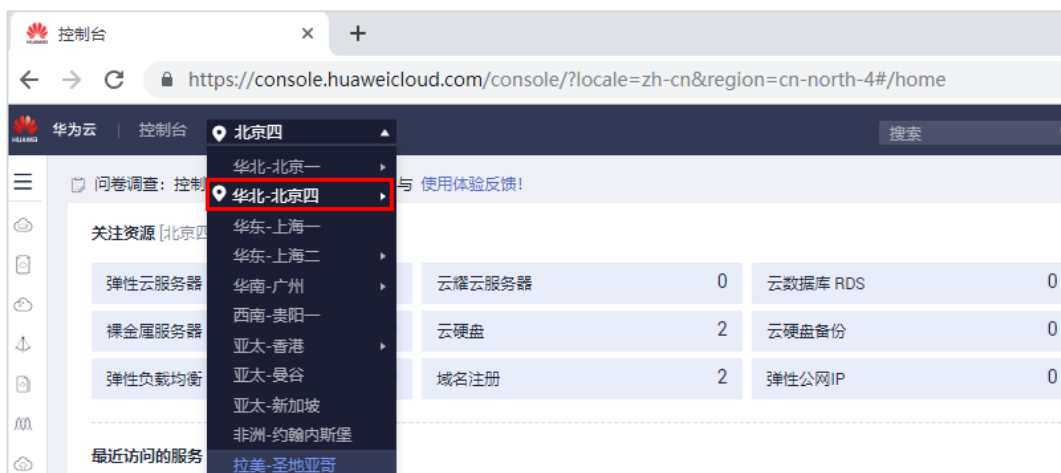 控制台
https://console.huaweicloud.com/console/?locale=zh-cn&region=cn-north-4#/home
HUAWEI 华为云 | 控制台 北京四 搜索
华北-北京一
问卷调查：控制 与 使用体验反馈!
华北-北京四
关注资源 [北京四
华东-上海一
华东-上海二
弹性云服务器 华南-广州 云耀云服务器 0 云数据库 RDS 0
西南-贵阳一
裸金属服务器 云硬盘 2 云硬盘备份 0
亚太-香港
弹性负载均衡 亚太-曼谷 域名注册 2 弹性公网IP 0
亚太-新加坡
非洲-约翰内斯堡
最近访问的服务
拉美-圣地亚哥